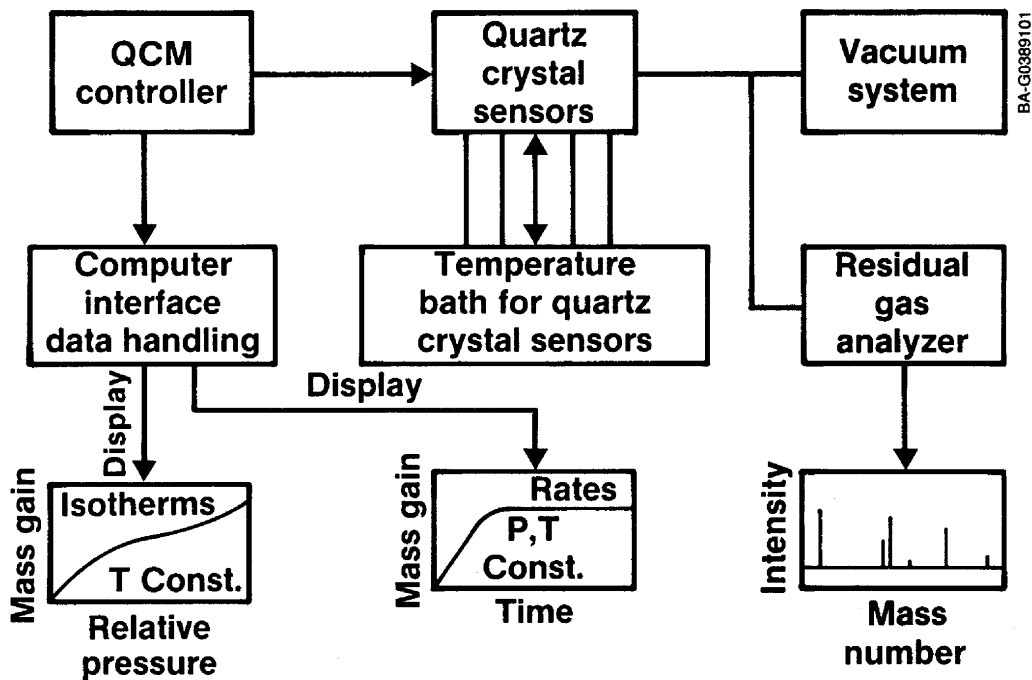 QCM
controller
Quartz
crystal
sensors
Vacuum
system
BA-G0389101
Computer
interface
data handling
Temperature
bath for quartz
crystal sensors
Residual
gas
analyzer
Display
Display
Mass gain
Isotherms
T Const.
Relative
pressure
Mass gain
Rates
P,T
Const.
Time
Intensity
Mass
number